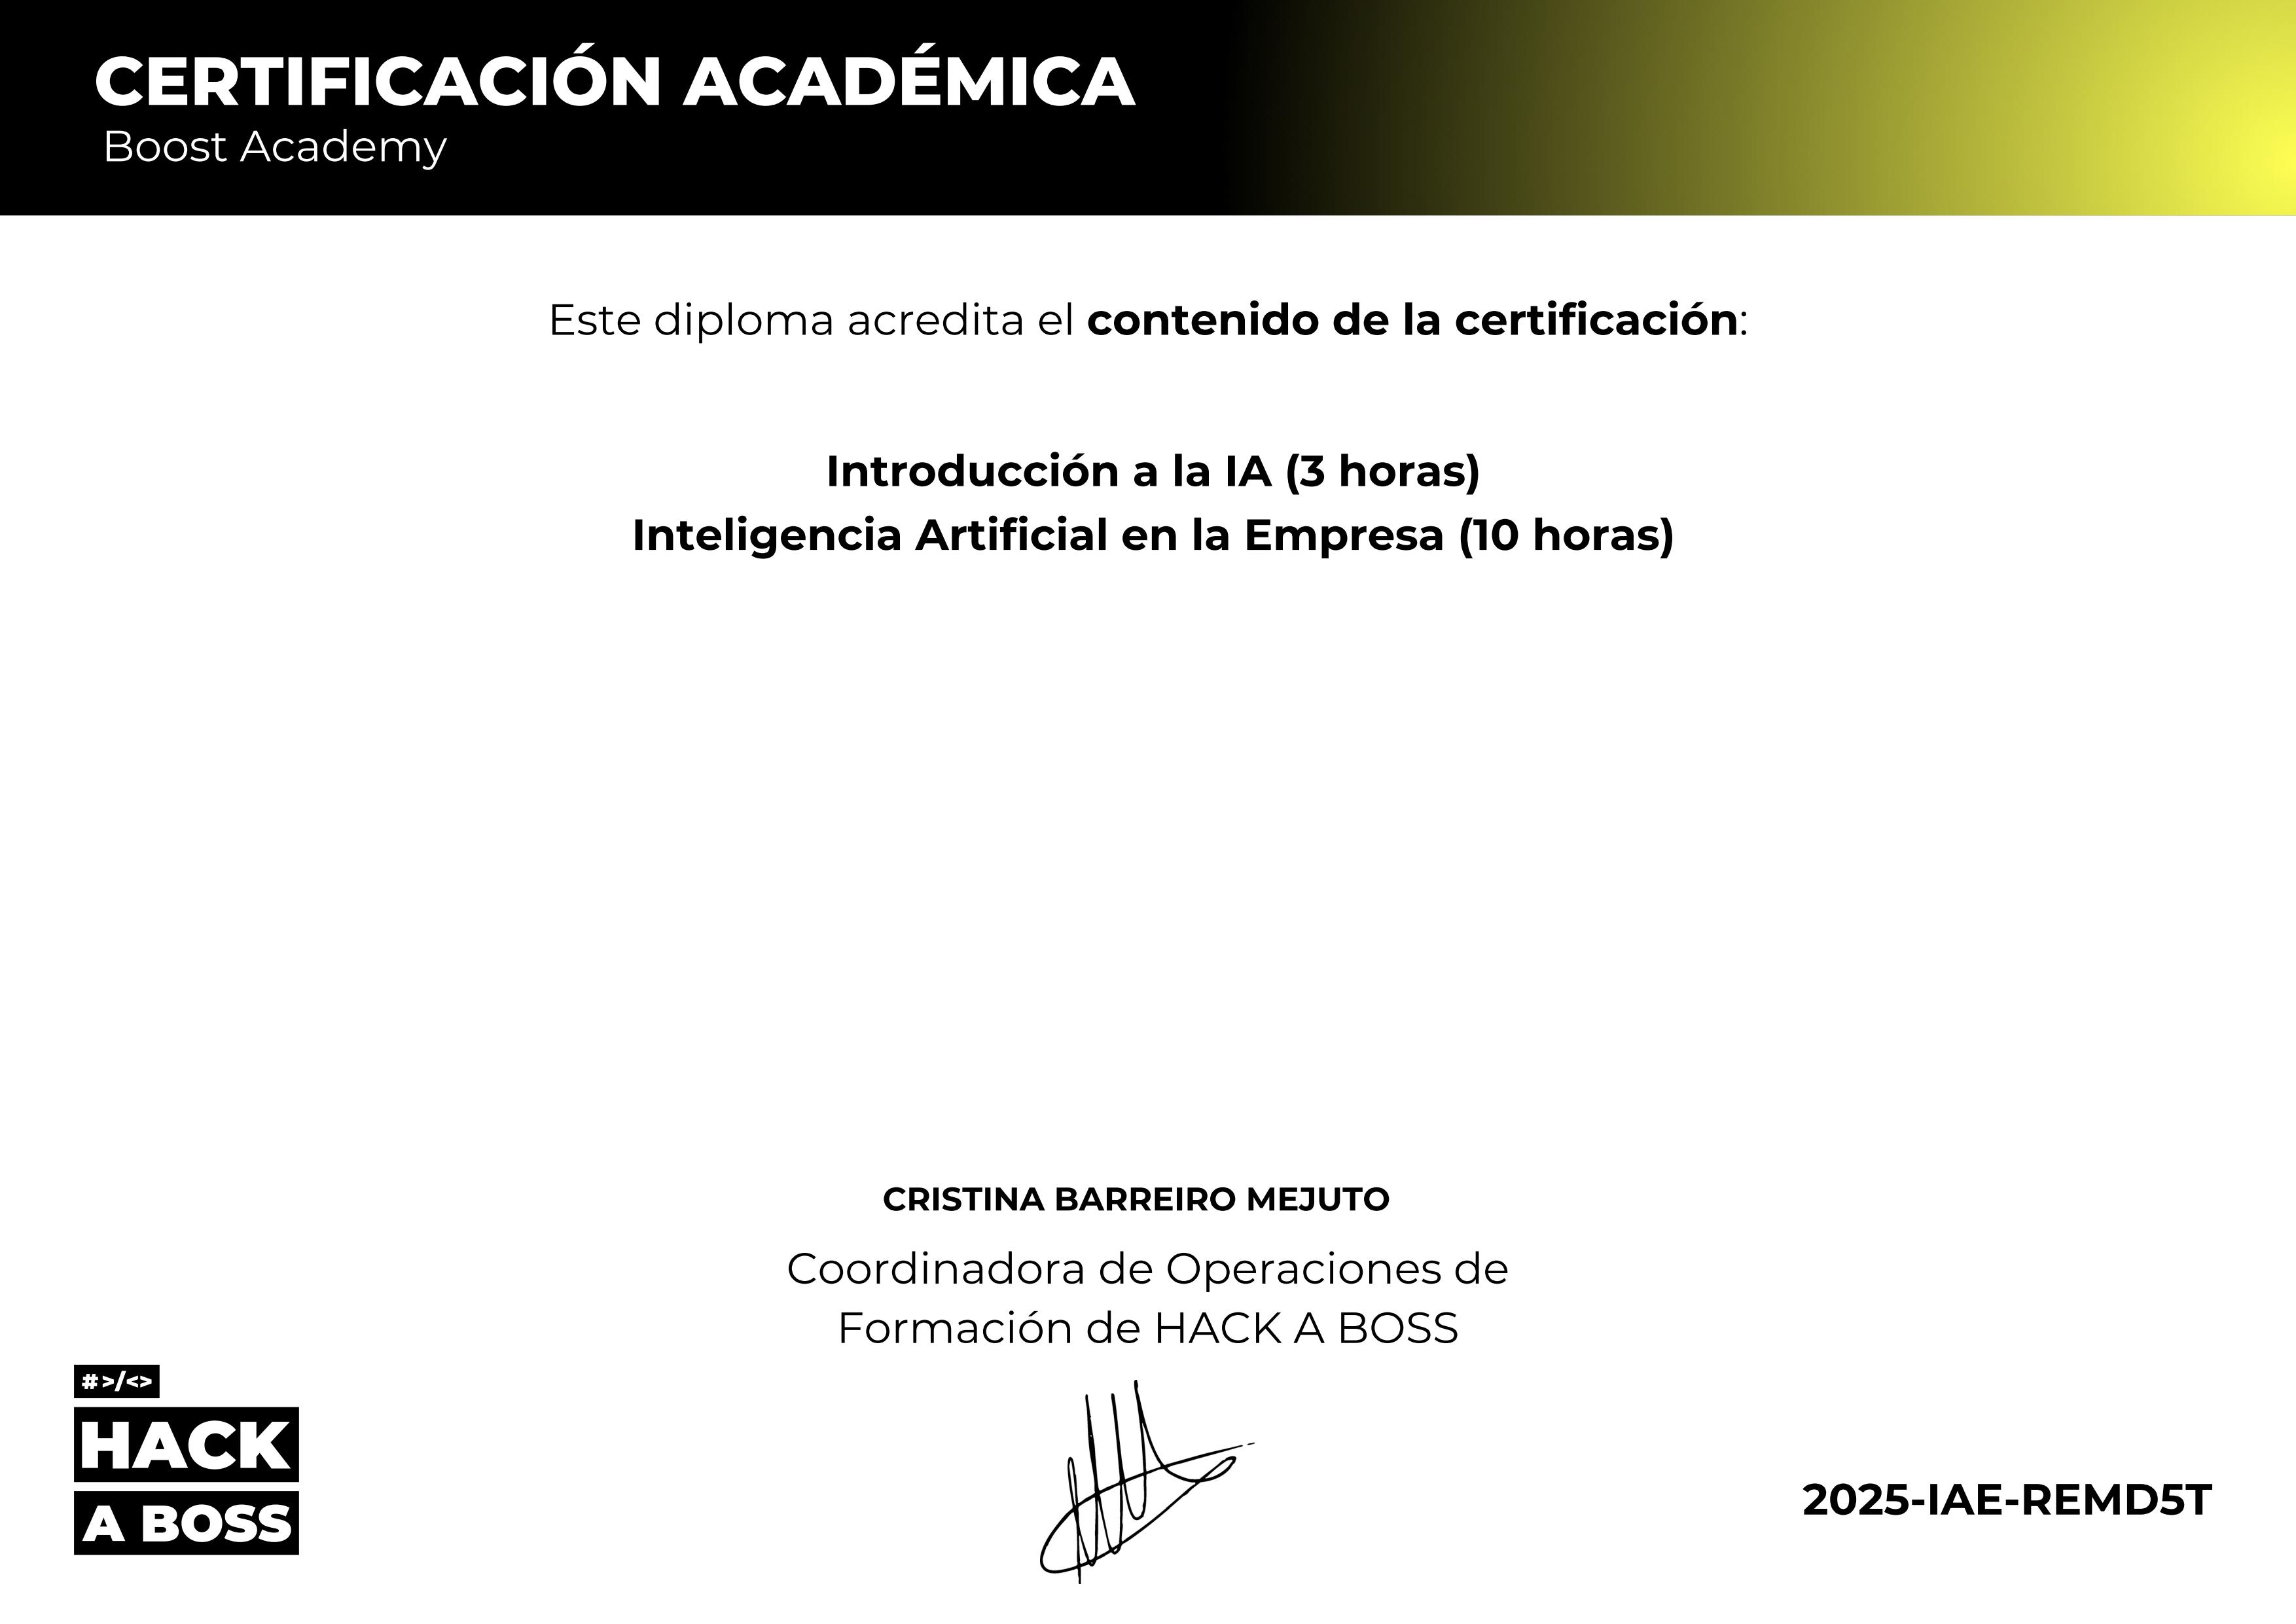 CERTIFICACIÓN ACADÉMICA
Boost Academy
Este diploma acredita el contenido de la certificación:
Introducción a la IA (3 horas)
Inteligencia Artificial en la Empresa (10 horas)
CRISTINA BARREIRO MEJUTO
Coordinadora de Operaciones de
Formación de HACK A BOSS
#>/<>
HACK
A BOSS
2025-IAE-REMD5T